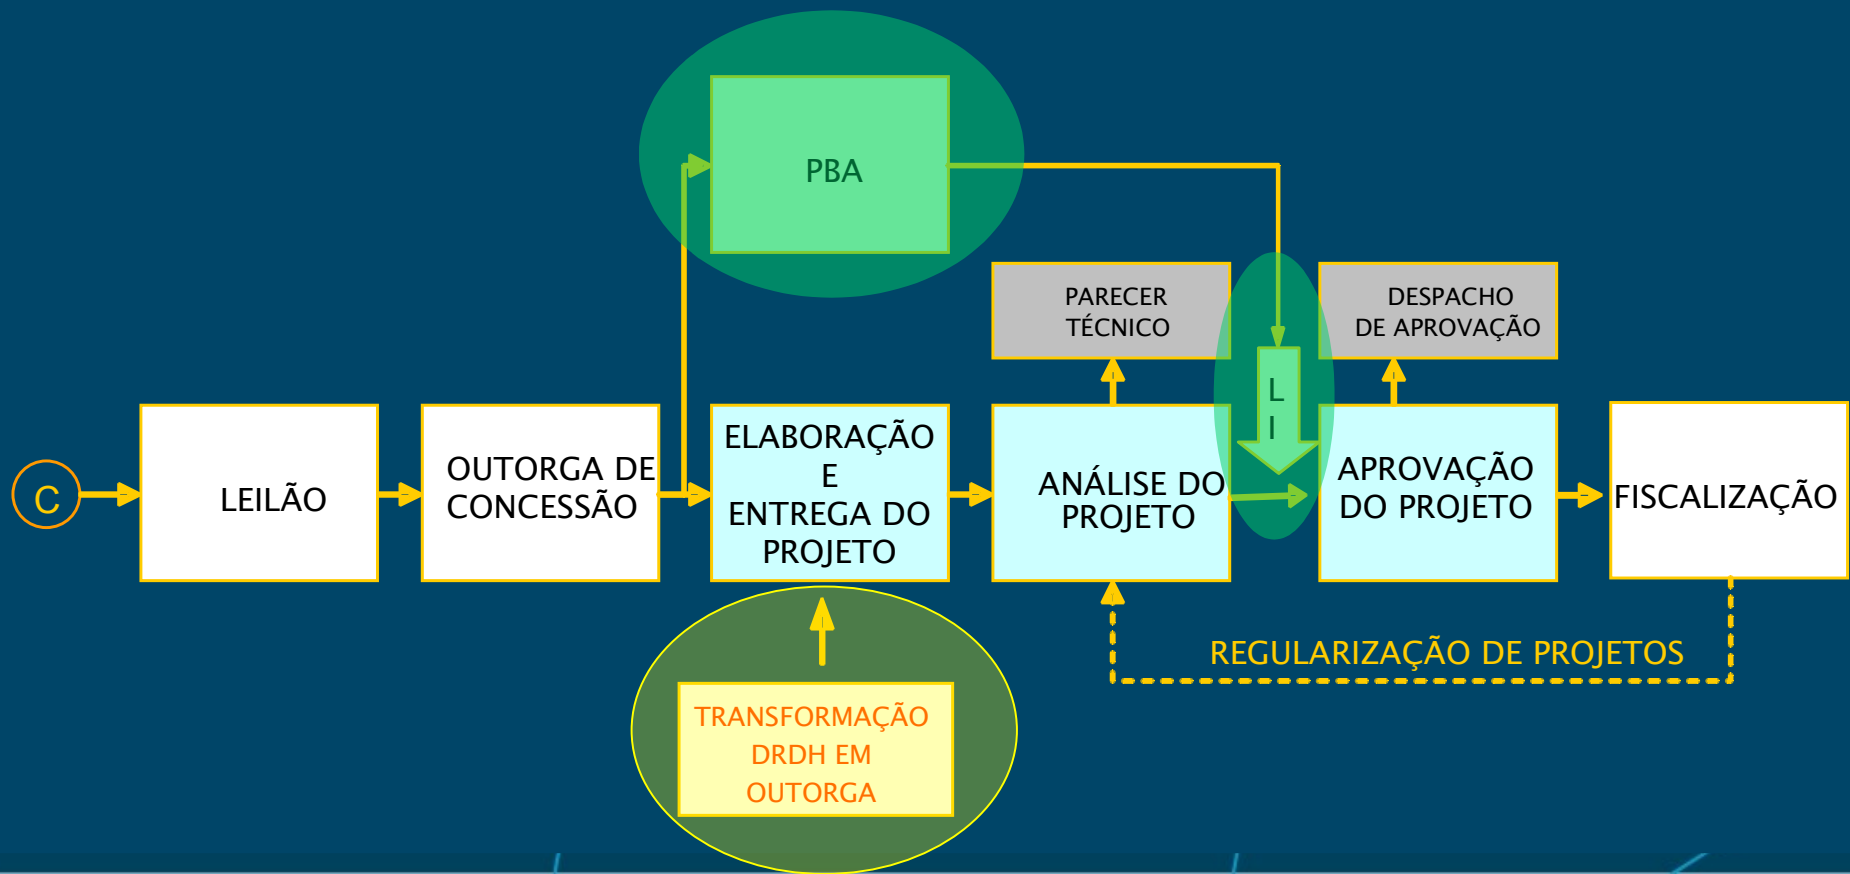 PBA
PARECER
TÉCNICO
DESPACHO
DE APROVAÇÃO
L
I
C
LEILÃO
OUTORGA DE
CONCESSÃO
ELABORAÇÃO
E
ENTREGA DO
PROJETO
ANÁLISE DO
PROJETO
APROVAÇÃO
DO PROJETO
FISCALIZAÇÃO
REGULARIZAÇÃO DE PROJETOS
TRANSFORMAÇÃO
DRDH EM
OUTORGA